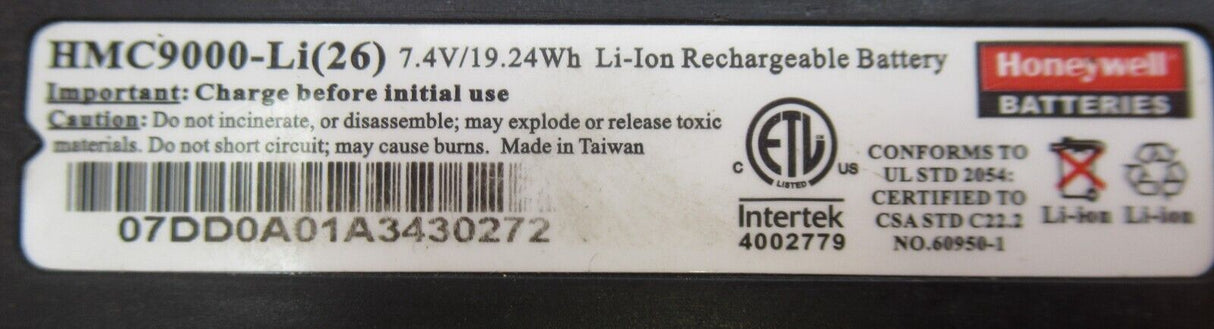 HMC9000-Li(26) 7.4V/19.24Wh Li-Ion Rechargeable Battery
Important: Charge before initial use
Caution: Do not incinerate, or disassemble; may explode or release toxic
materials. Do not short circuit; may cause burns. Made in Taiwan
07DD0A01A3430272
Honeywell
BATTERIES
ETL
LISTED
C US
Intertek
4002779
CONFORMS TO
UL STD 2054:
CERTIFIED TO
CSA STD C22.2
NO.60950-1
Li-ion Li-ion